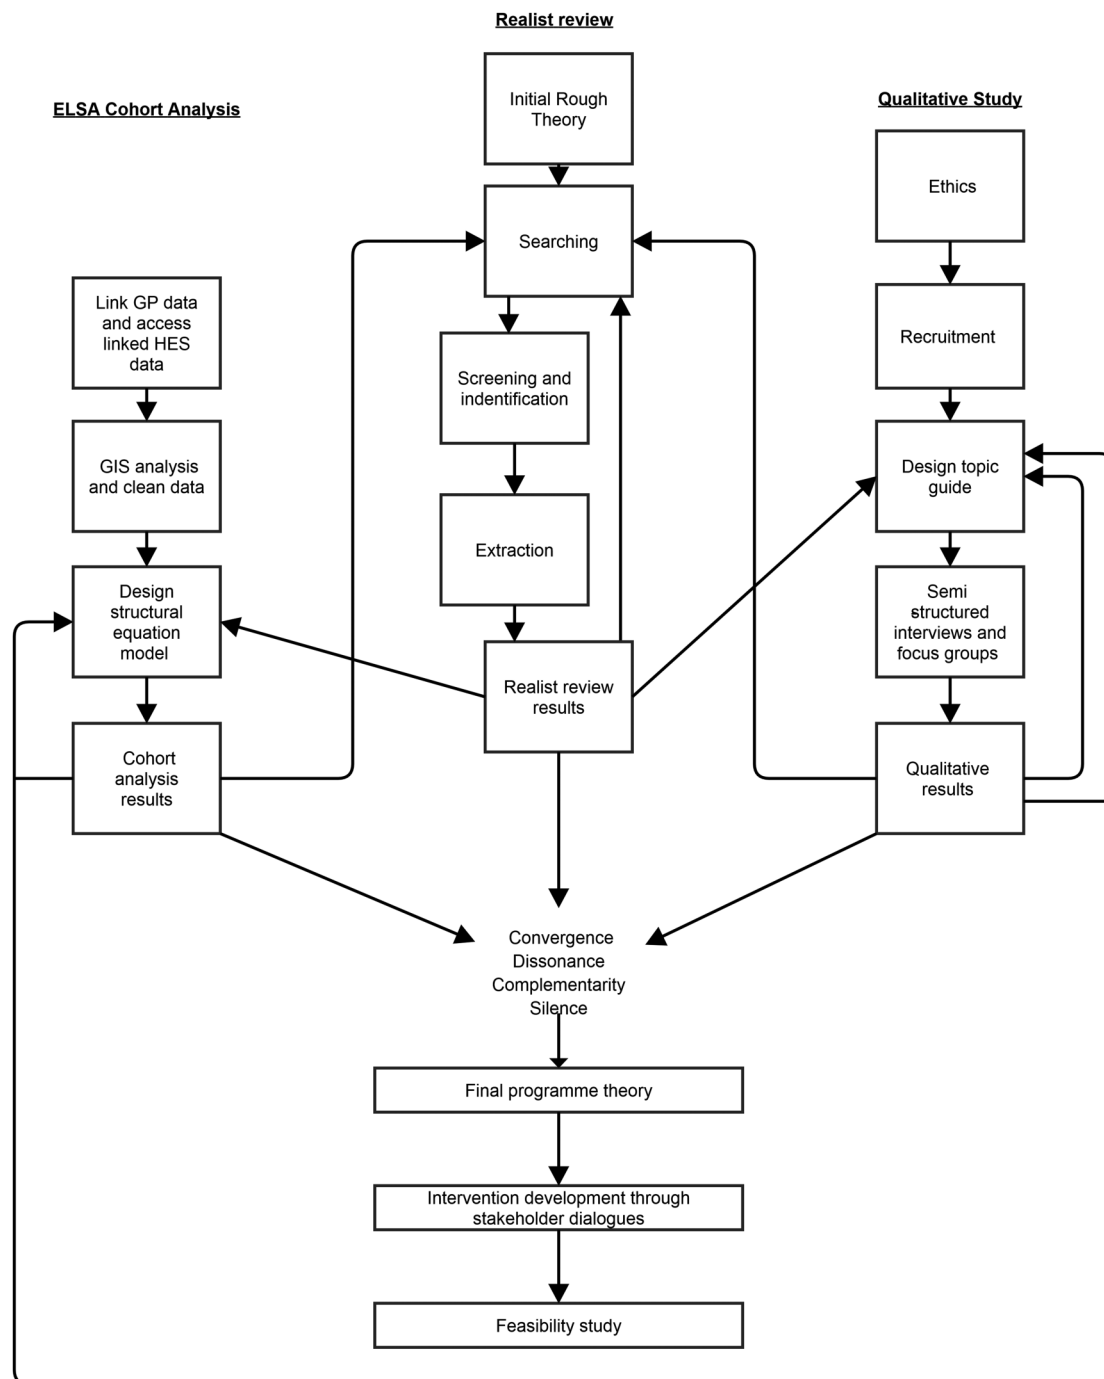 Realist review
Initial Rough
Theory
Searching
Screening and
indentification
Extraction
Realist review
results
ELSA Cohort Analysis
Link GP data
and access
linked HES
data
GIS analysis
and clean data
Design
structural
equation
model
Cohort
analysis
results
Qualitative Study
Ethics
Recruitment
Design topic
guide
Semi
structured
interviews and
focus groups
Qualitative
results
Convergence
Dissonance
Complementarity
Silence
Final programme theory
Intervention development through
stakeholder dialogues
Feasibility study